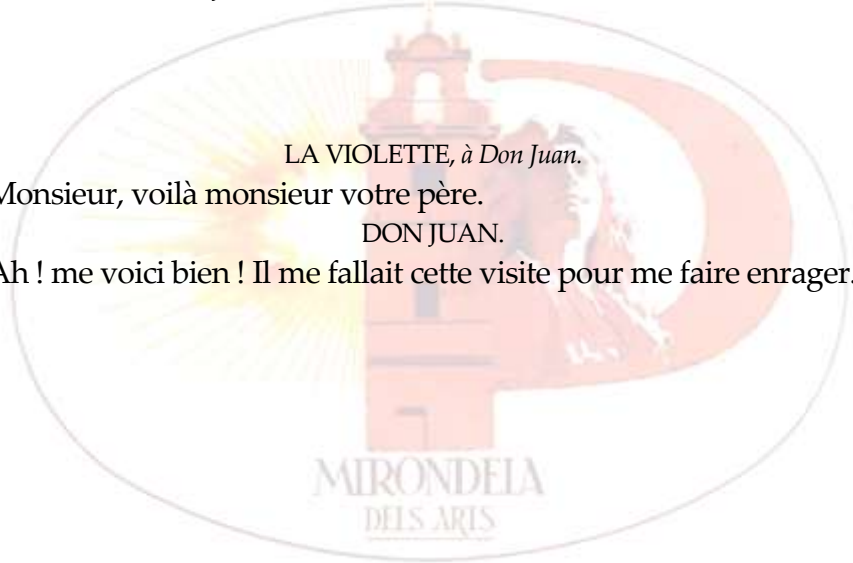 LA VIOLETTE, à Don Juan.
Monsieur, voilà monsieur votre père.
DON JUAN.
Ah ! me voici bien ! Il me fallait cette visite pour me faire enrager.
MIRONDELA
DELS ARTS